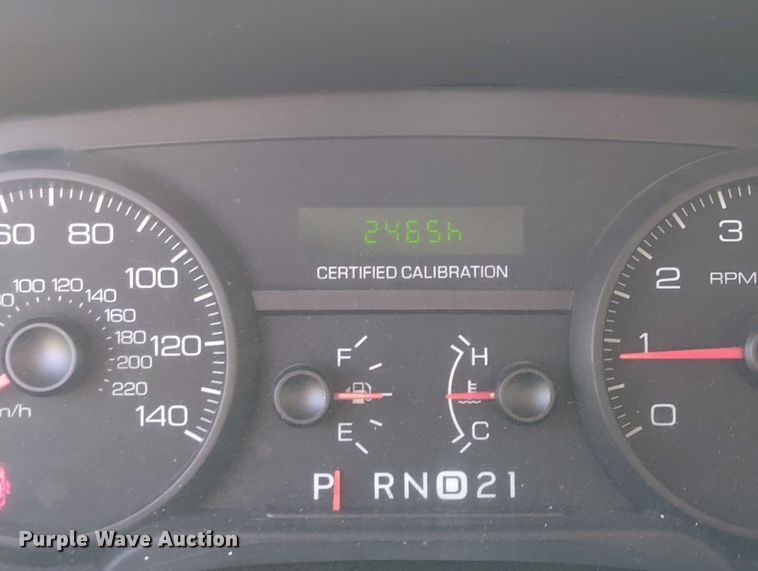 60 80 100 120 140
100 120 140 160 180 200 220
2465h
CERTIFIED CALIBRATION
F
E
H
C
3
2
1
0
RPM
P RND21
Purple Wave Auction